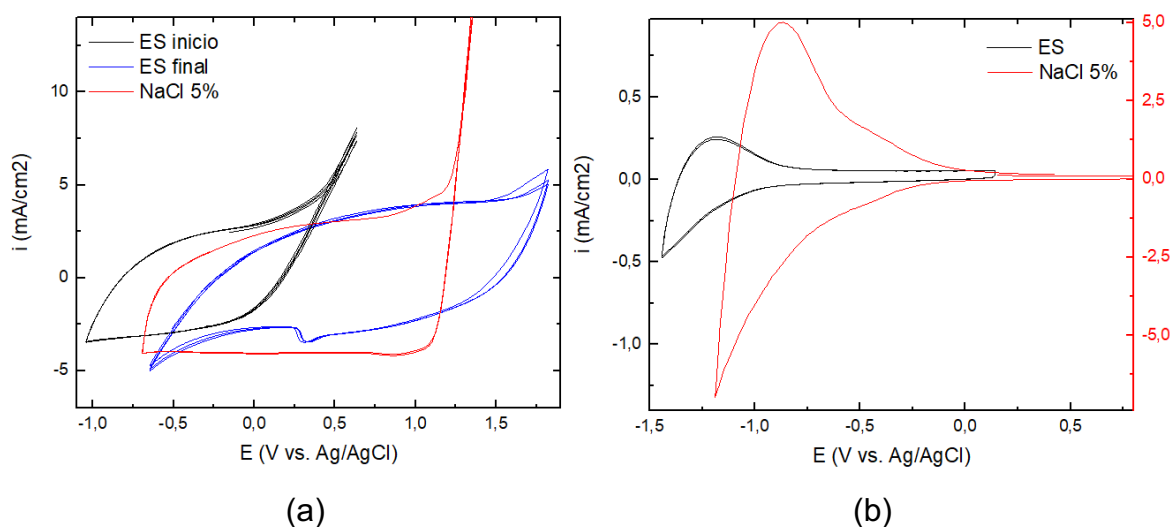 ES inicio
ES final
NaCl 5%
10
5
0
-5
i (mA/cm2)
-1,0
-0,5
0,0
0,5
1,0
1,5
E (V vs. Ag/AgCl)
(a)
(b)
ES
NaCl 5%
0,5
0,0
-0,5
-1,0
i (mA/cm2)
5,0
2,5
0,0
-2,5
-5,0
-1,5
-1,0
-0,5
0,0
0,5
E (V vs. Ag/AgCl)
(a)
(b)